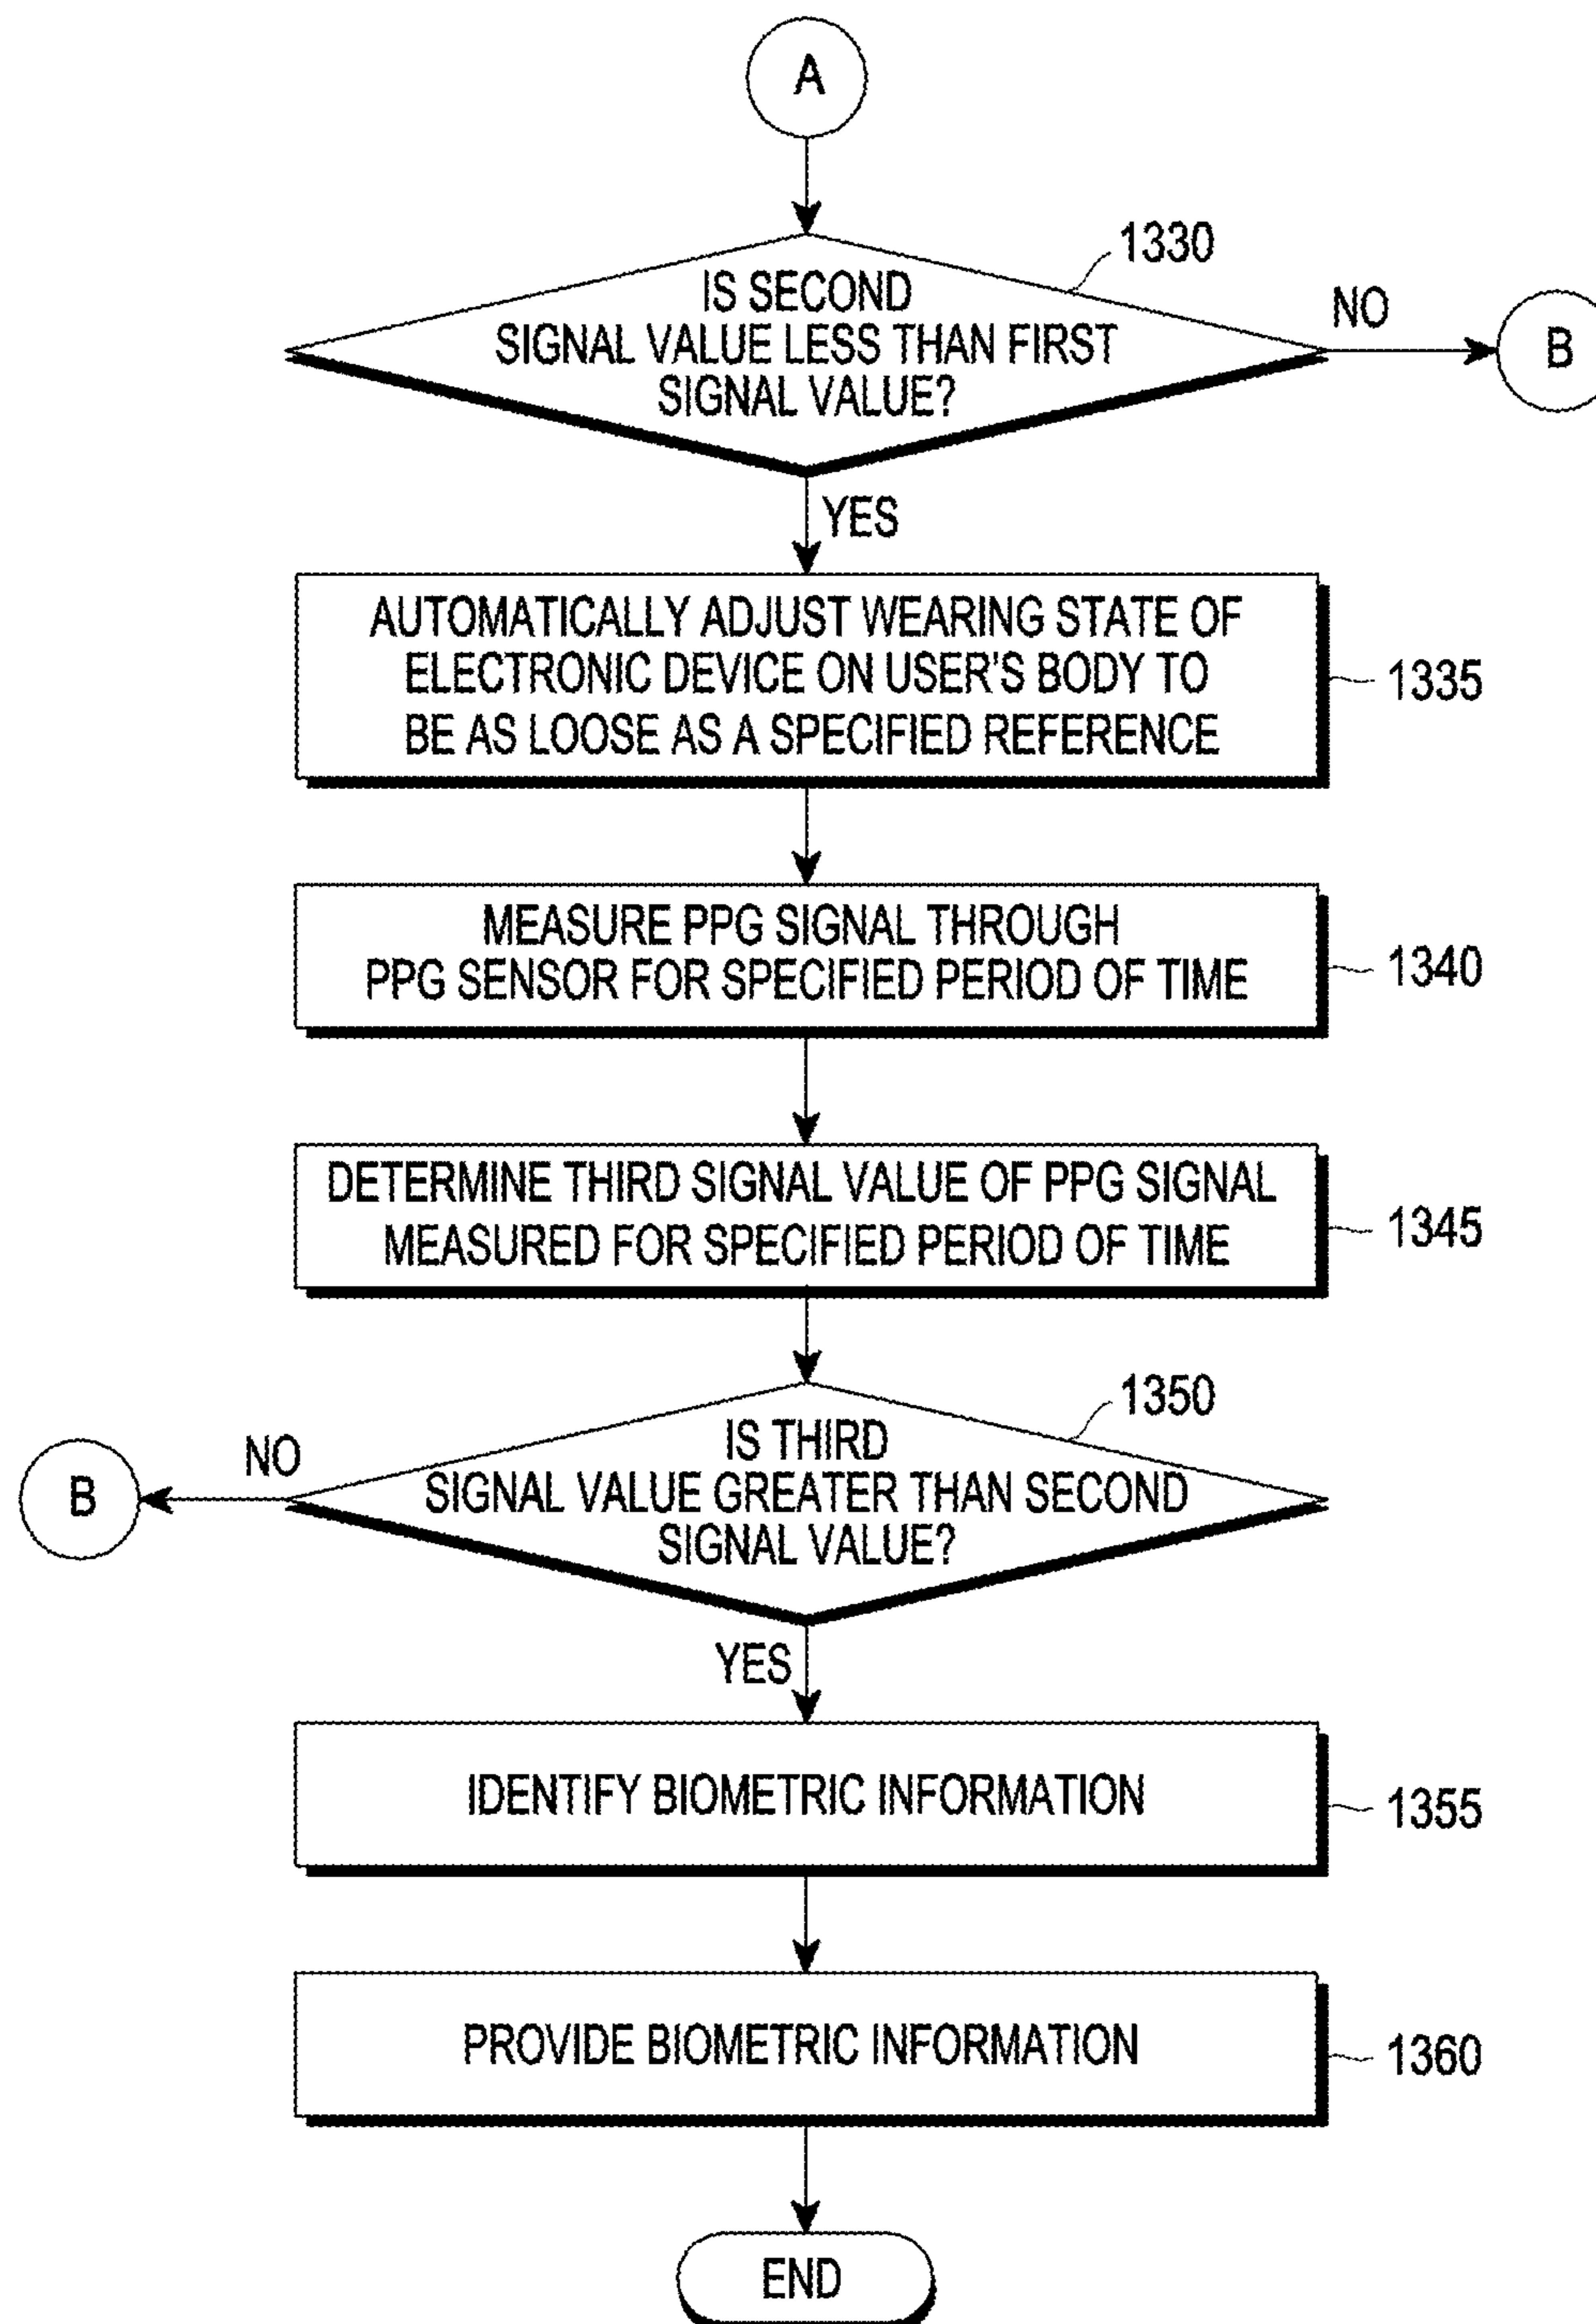 A
1330
IS SECOND
SIGNAL VALUE LESS THAN FIRST
SIGNAL VALUE?
NO
B
YES
AUTOMATICALLY ADJUST WEARING STATE OF
ELECTRONIC DEVICE ON USER'S BODY TO
BE AS LOOSE AS A SPECIFIED REFERENCE
1335
MEASURE PPG SIGNAL THROUGH
PPG SENSOR FOR SPECIFIED PERIOD OF TIME
1340
DETERMINE THIRD SIGNAL VALUE OF PPG SIGNAL
MEASURED FOR SPECIFIED PERIOD OF TIME
1345
1350
IS THIRD
SIGNAL VALUE GREATER THAN SECOND
SIGNAL VALUE?
NO
B
YES
IDENTIFY BIOMETRIC INFORMATION
1355
PROVIDE BIOMETRIC INFORMATION
1360
END